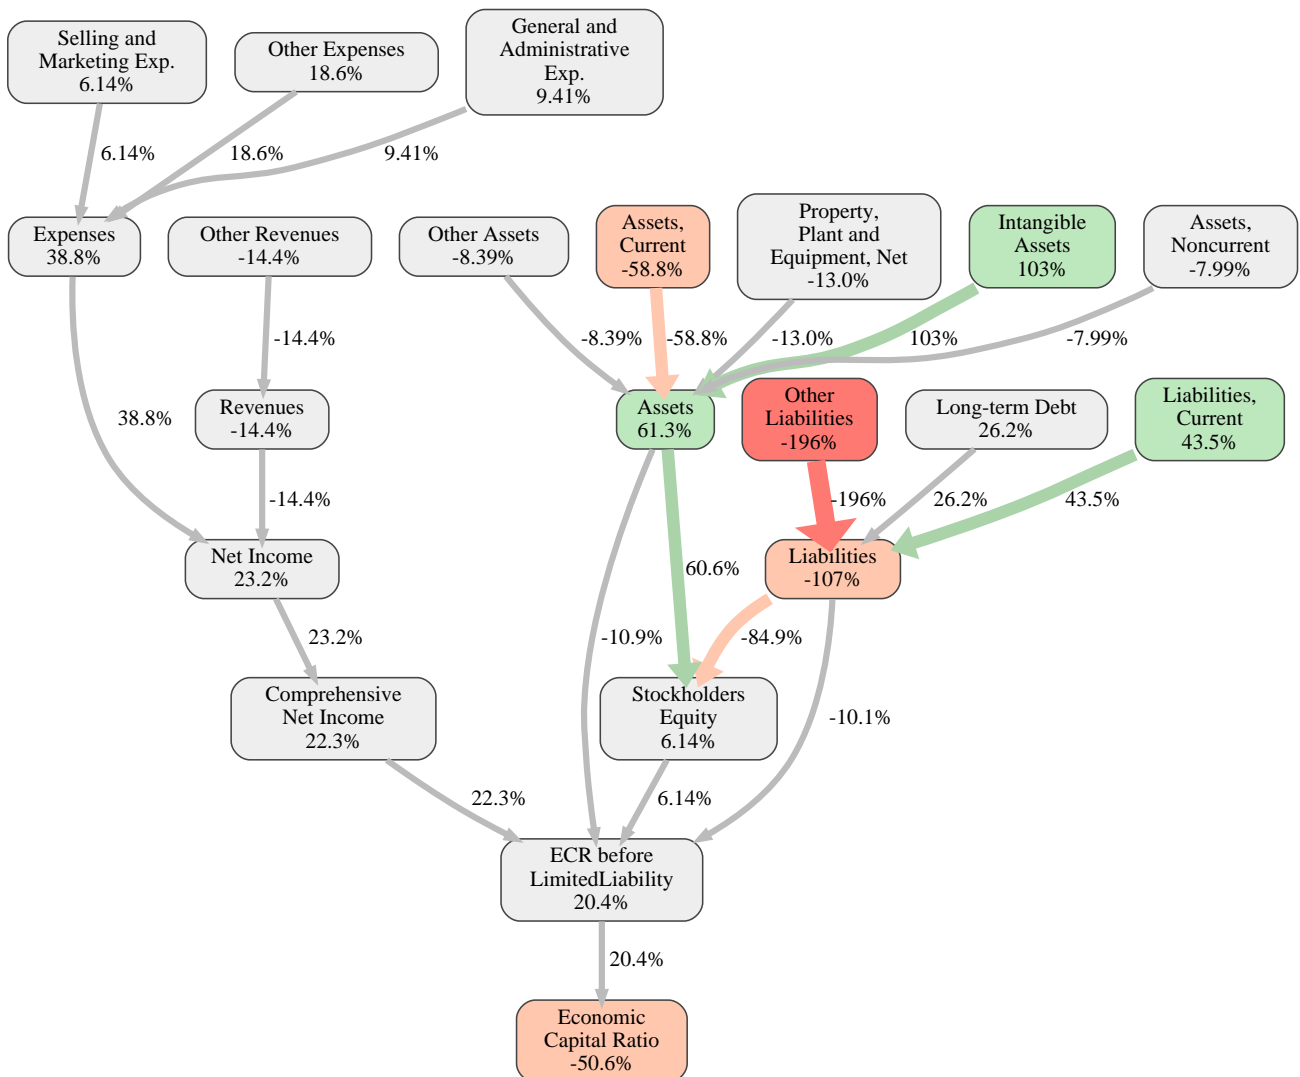 Selling and
Marketing Exp.
6.14%
Other Expenses
18.6%
General and
Administrative
Exp.
9.41%
6.14%
18.6%
9.41%
Expenses
38.8%
Other Revenues
-14.4%
Other Assets
-8.39%
Assets,
Current
-58.8%
Property,
Plant and
Equipment, Net
-13.0%
Intangible
Assets
103%
Assets,
Noncurrent
-7.99%
-14.4%
-8.39%
-58.8%
-13.0%
103%
-7.99%
38.8%
Revenues
-14.4%
Assets
61.3%
Other
Liabilities
-196%
Long-term Debt
26.2%
Liabilities,
Current
43.5%
-14.4%
-196%
26.2%
43.5%
Net Income
23.2%
60.6%
Liabilities
-107%
23.2%
-10.9%
-84.9%
Comprehensive
Net Income
22.3%
Stockholders
Equity
6.14%
-10.1%
22.3%
6.14%
ECR before
LimitedLiability
20.4%
20.4%
Economic
Capital Ratio
-50.6%